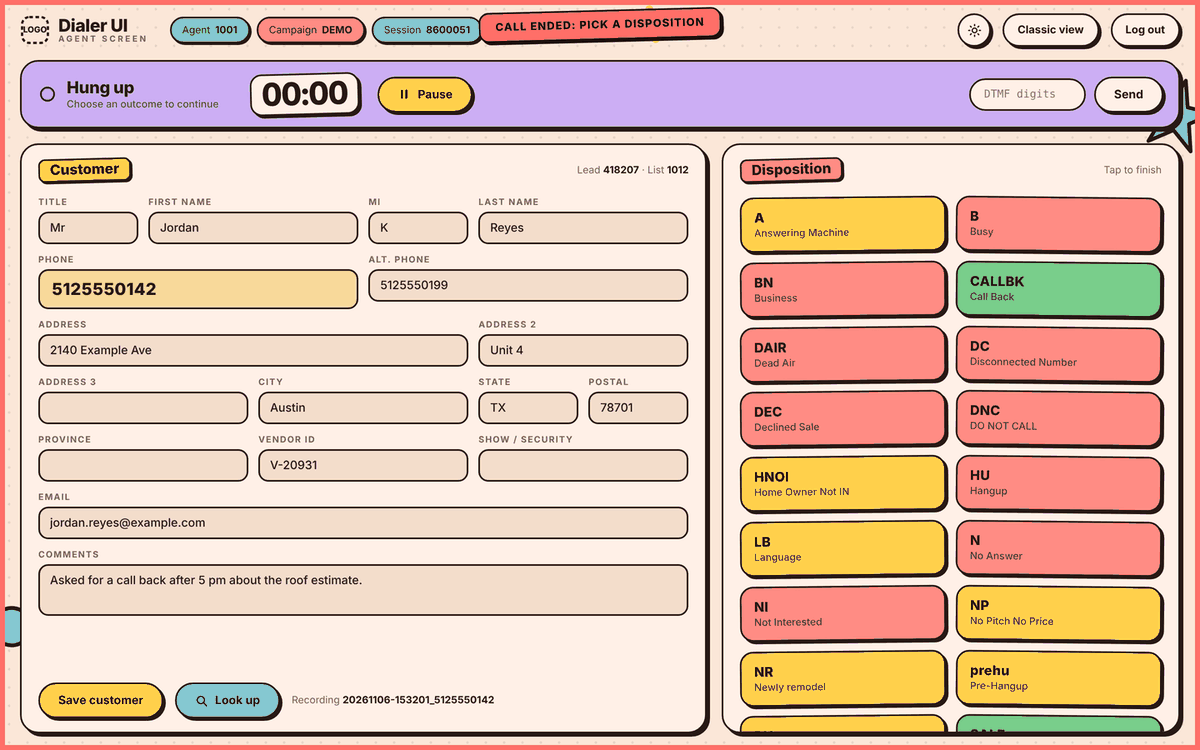 LOGO
Dialer UI
AGENT SCREEN
Agent 1001
Campaign DEMO
Session 8600051
CALL ENDED: PICK A DISPOSITION
Classic view
Log out
Hung up
Choose an outcome to continue
00:00
Pause
DTMF digits
Send
Customer
Lead 418207 · List 1012
TITLE
FIRST NAME
MI
LAST NAME
Mr
Jordan
K
Reyes
PHONE
ALT. PHONE
5125550142
5125550199
ADDRESS
ADDRESS 2
2140 Example Ave
Unit 4
ADDRESS 3
CITY
STATE
POSTAL
Austin
TX
78701
PROVINCE
VENDOR ID
SHOW / SECURITY
V-20931
EMAIL
jordan.reyes@example.com
COMMENTS
Asked for a call back after 5 pm about the roof estimate.
Save customer
Look up
Recording 20261106-153201_5125550142
Disposition
Tap to finish
A
Answering Machine
B
Busy
BN
Business
CALLBK
Call Back
DAIR
Dead Air
DC
Disconnected Number
DEC
Declined Sale
DNC
DO NOT CALL
HNOI
Home Owner Not IN
HU
Hangup
LB
Language
N
No Answer
NI
Not Interested
NP
No Pitch No Price
NR
Newly remodel
prehu
Pre-Hangup